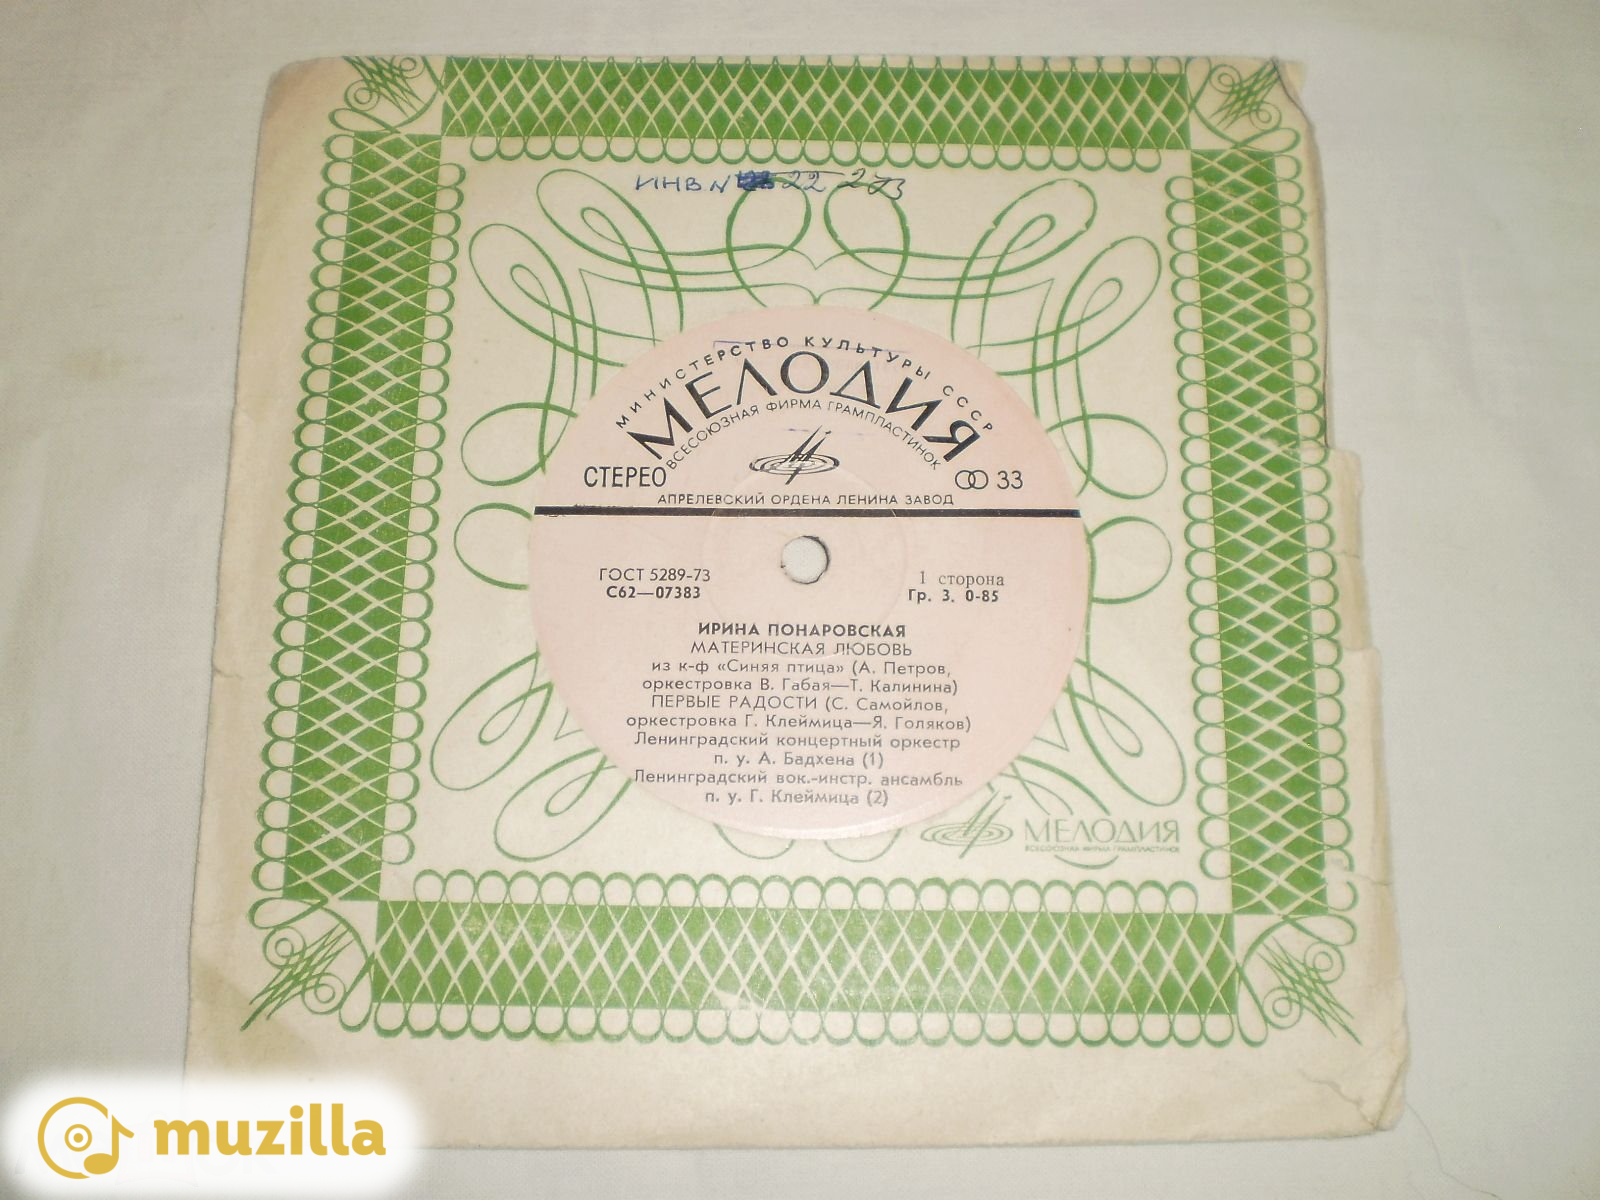 ИНВ N 22 273
МИНИСТЕРСТВО КУЛЬТУРЫ СССР
МЕЛОДИЯ
ВСЕСОЮЗНАЯ ФИРМА ГРАМПЛАСТИНОК
СТЕРЕО
33
АПРЕЛЕВСКИЙ ОРДЕНА ЛЕНИНА ЗАВОД
ГОСТ 5289-73
С62—07383
1 сторона
Гр. 3. 0-85
ИРИНА ПОНАРОВСКАЯ
МАТЕРИНСКАЯ ЛЮБОВЬ
из к-ф «Синяя птица» (А. Петров,
оркестровка В. Габая—Т. Калинина)
ПЕРВЫЕ РАДОСТИ (С. Самойлов,
оркестровка Г. Клеймица—Я. Голяков)
Ленинградский концертный оркестр
п. у. А. Бадхена (1)
Ленинградский вок.-инстр. ансамбль
п. у. Г. Клеймица (2)
МЕЛОДИЯ
ВСЕСОЮЗНАЯ ФИРМА ГРАМПЛАСТИНОК
muzilla